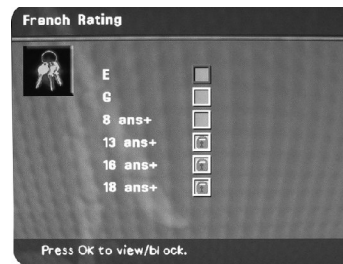 French Rating
E
G
8 ans+
13 ans+
16 ans+
18 ans+
Press OK to view/block.